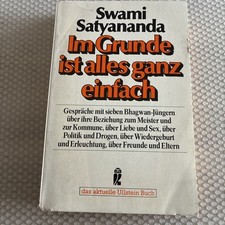 Swami
Satyananda
Im Grunde
ist alles ganz
einfach
Gespräche mit sieben Bhagwan-Jüngern
über ihre Beziehung zum Meister und
zur Kommune, über Liebe und Sex, über
Politik und Drogen, über Wiedergeburt
und Erleuchtung, über Freunde und Eltern
das aktuelle Ullstein Buch